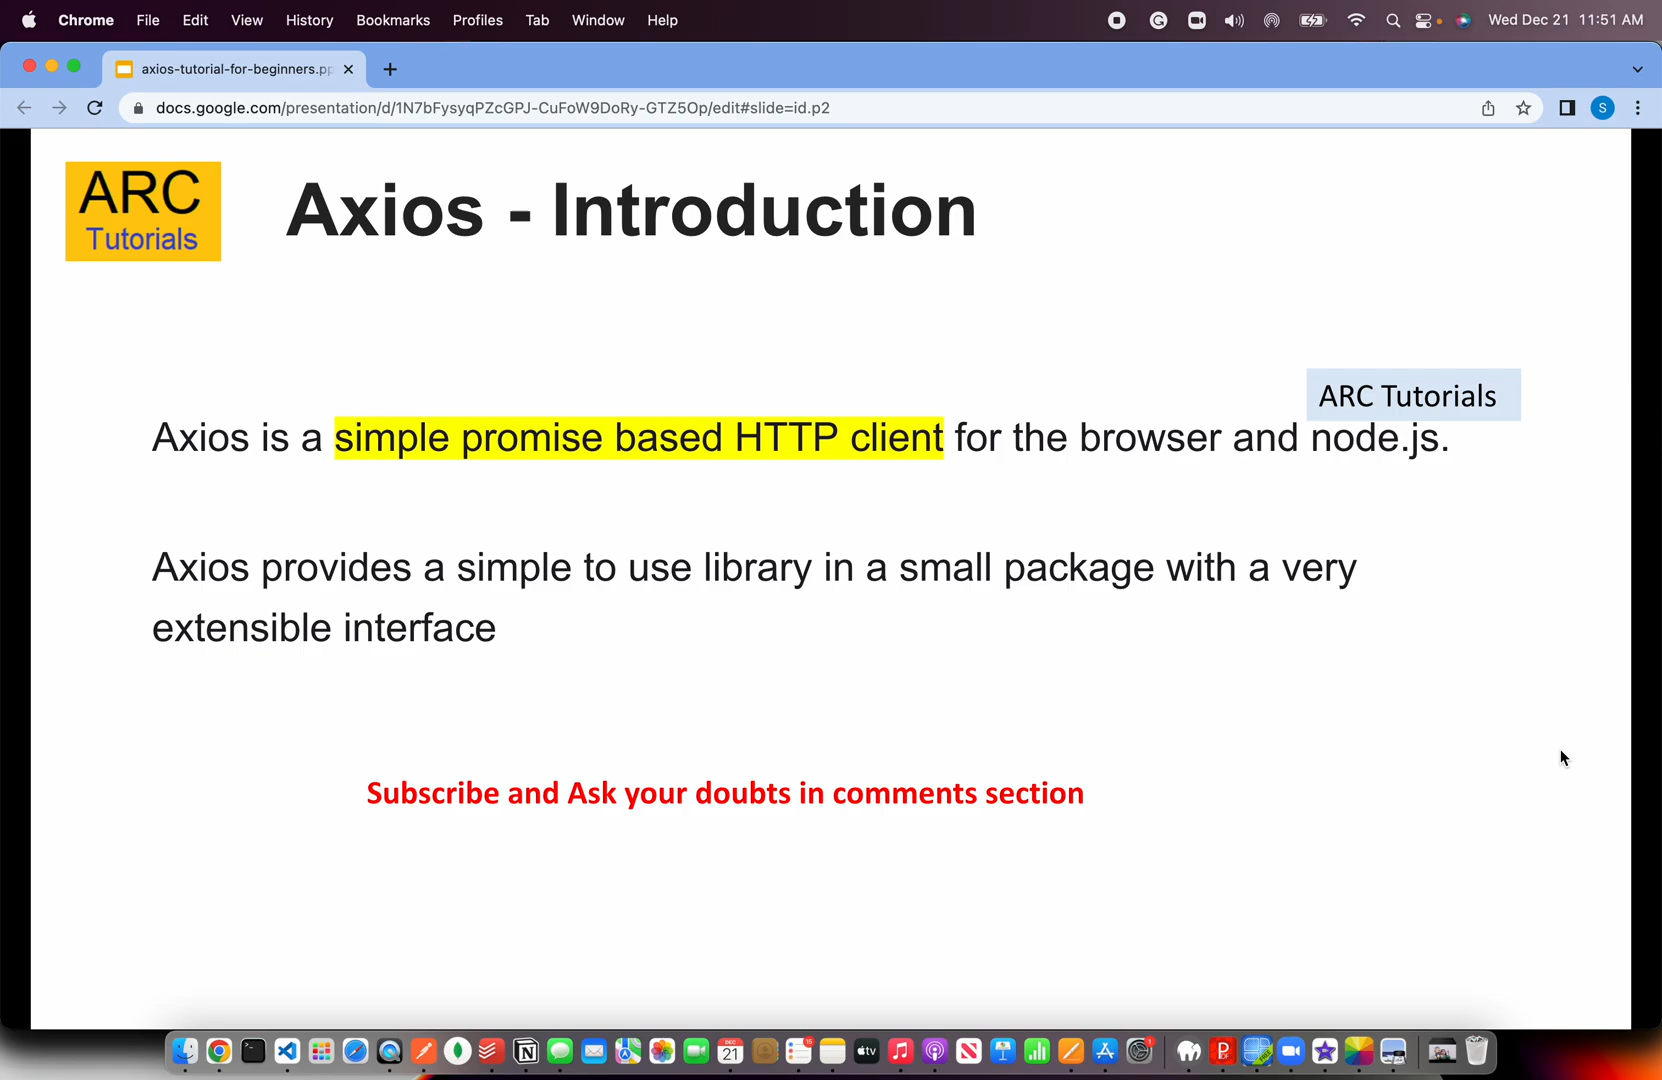 Chrome File Edit View History Bookmarks Profiles Tab Window Help Wed Dec 21 11:51 AM
axios-tutorial-for-beginners.pp
docs.google.com/presentation/d/1N7bFysyqPZcGPJ-CuFoW9DoRy-GTZ5Op/edit#slide=id.p2
S
ARC
Tutorials
Axios - Introduction
ARC Tutorials
Axios is a simple promise based HTTP client for the browser and node.js.
Axios provides a simple to use library in a small package with a very
extensible interface
Subscribe and Ask your doubts in comments section
DEC
21
tv